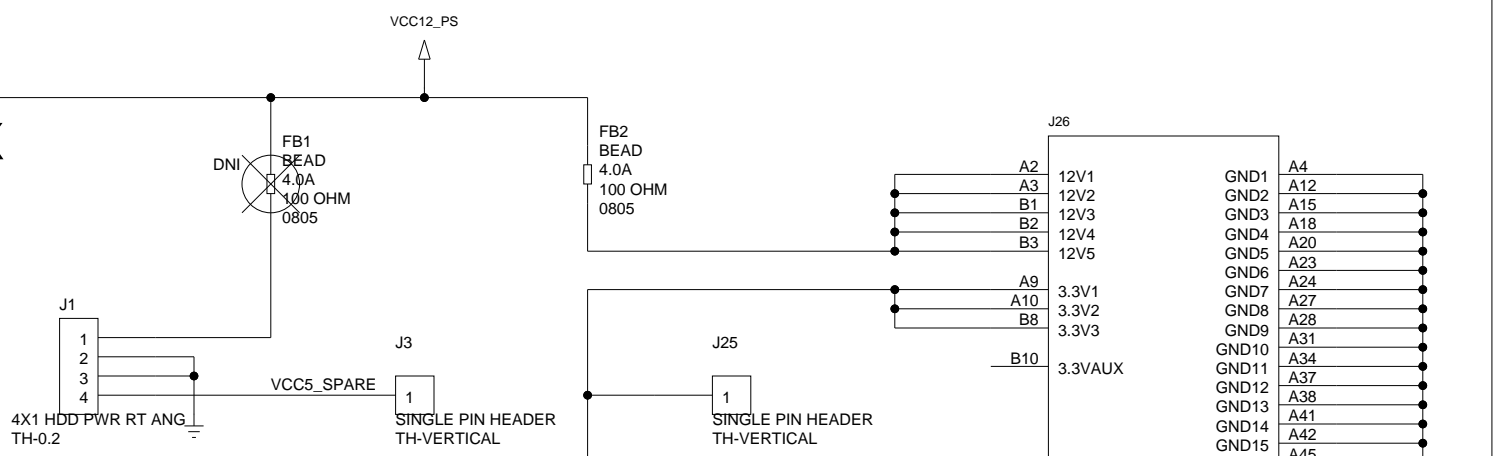 VCC12_PS
FB1
BEAD
4.0A
100 OHM
0805
DNI
FB2
BEAD
4.0A
100 OHM
0805
J26
A2
A3
B1
B2
B3
A9
A10
B8
B10
12V1
12V2
12V3
12V4
12V5
3.3V1
3.3V2
3.3V3
3.3VAUX
GND1
GND2
GND3
GND4
GND5
GND6
GND7
GND8
GND9
GND10
GND11
GND12
GND13
GND14
GND15
A4
A12
A15
A18
A20
A23
A24
A27
A28
A31
A34
A37
A38
A41
A42
A45
J1
1
2
3
4
4X1 HDD PWR RT ANG
TH-0.2
VCC5_SPARE
J3
1
SINGLE PIN HEADER
TH-VERTICAL
J25
1
SINGLE PIN HEADER
TH-VERTICAL